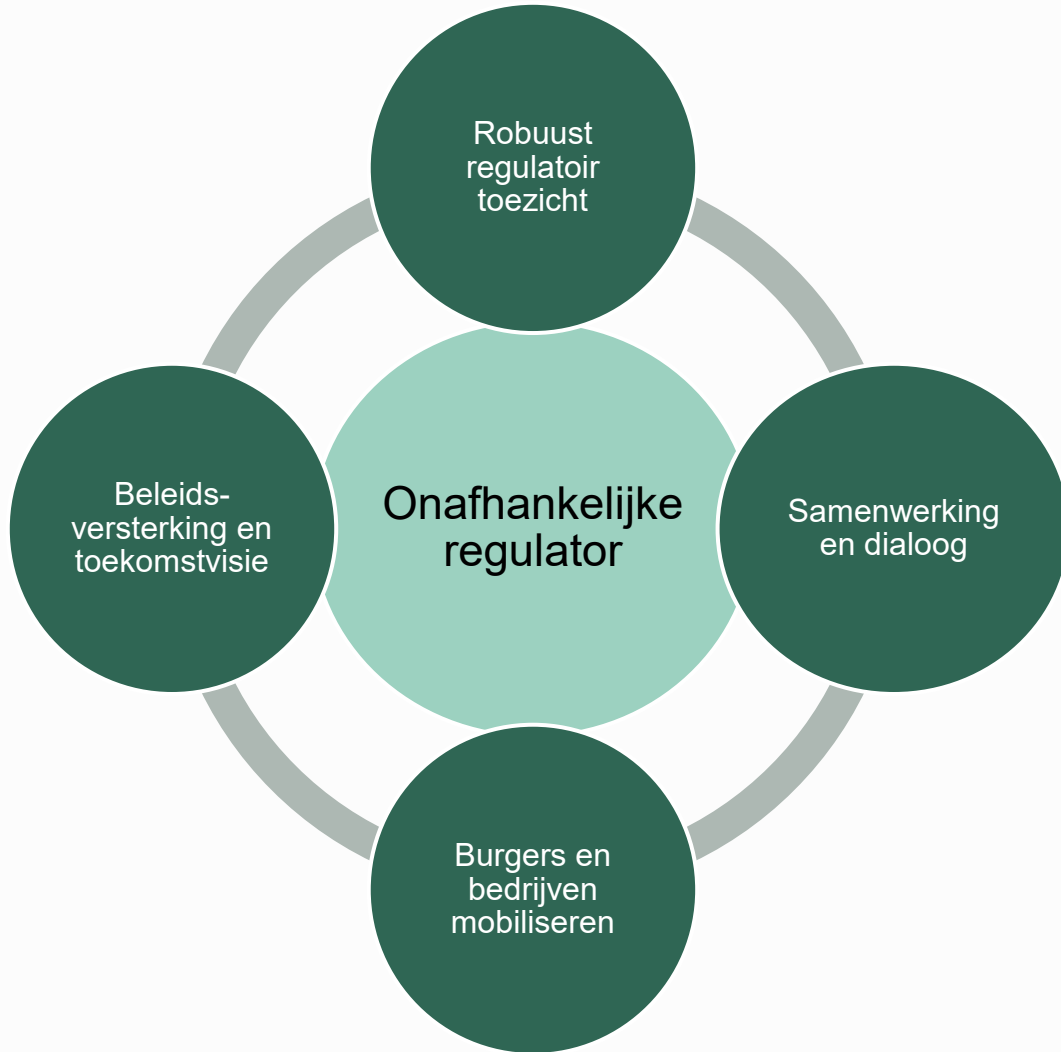 Robuust
regulatoir
toezicht
Beleids-
versterking en
toekomstvisie
Onafhankelijke
regulator
Samenwerking
en dialoog
Burgers en
bedrijven
mobiliseren